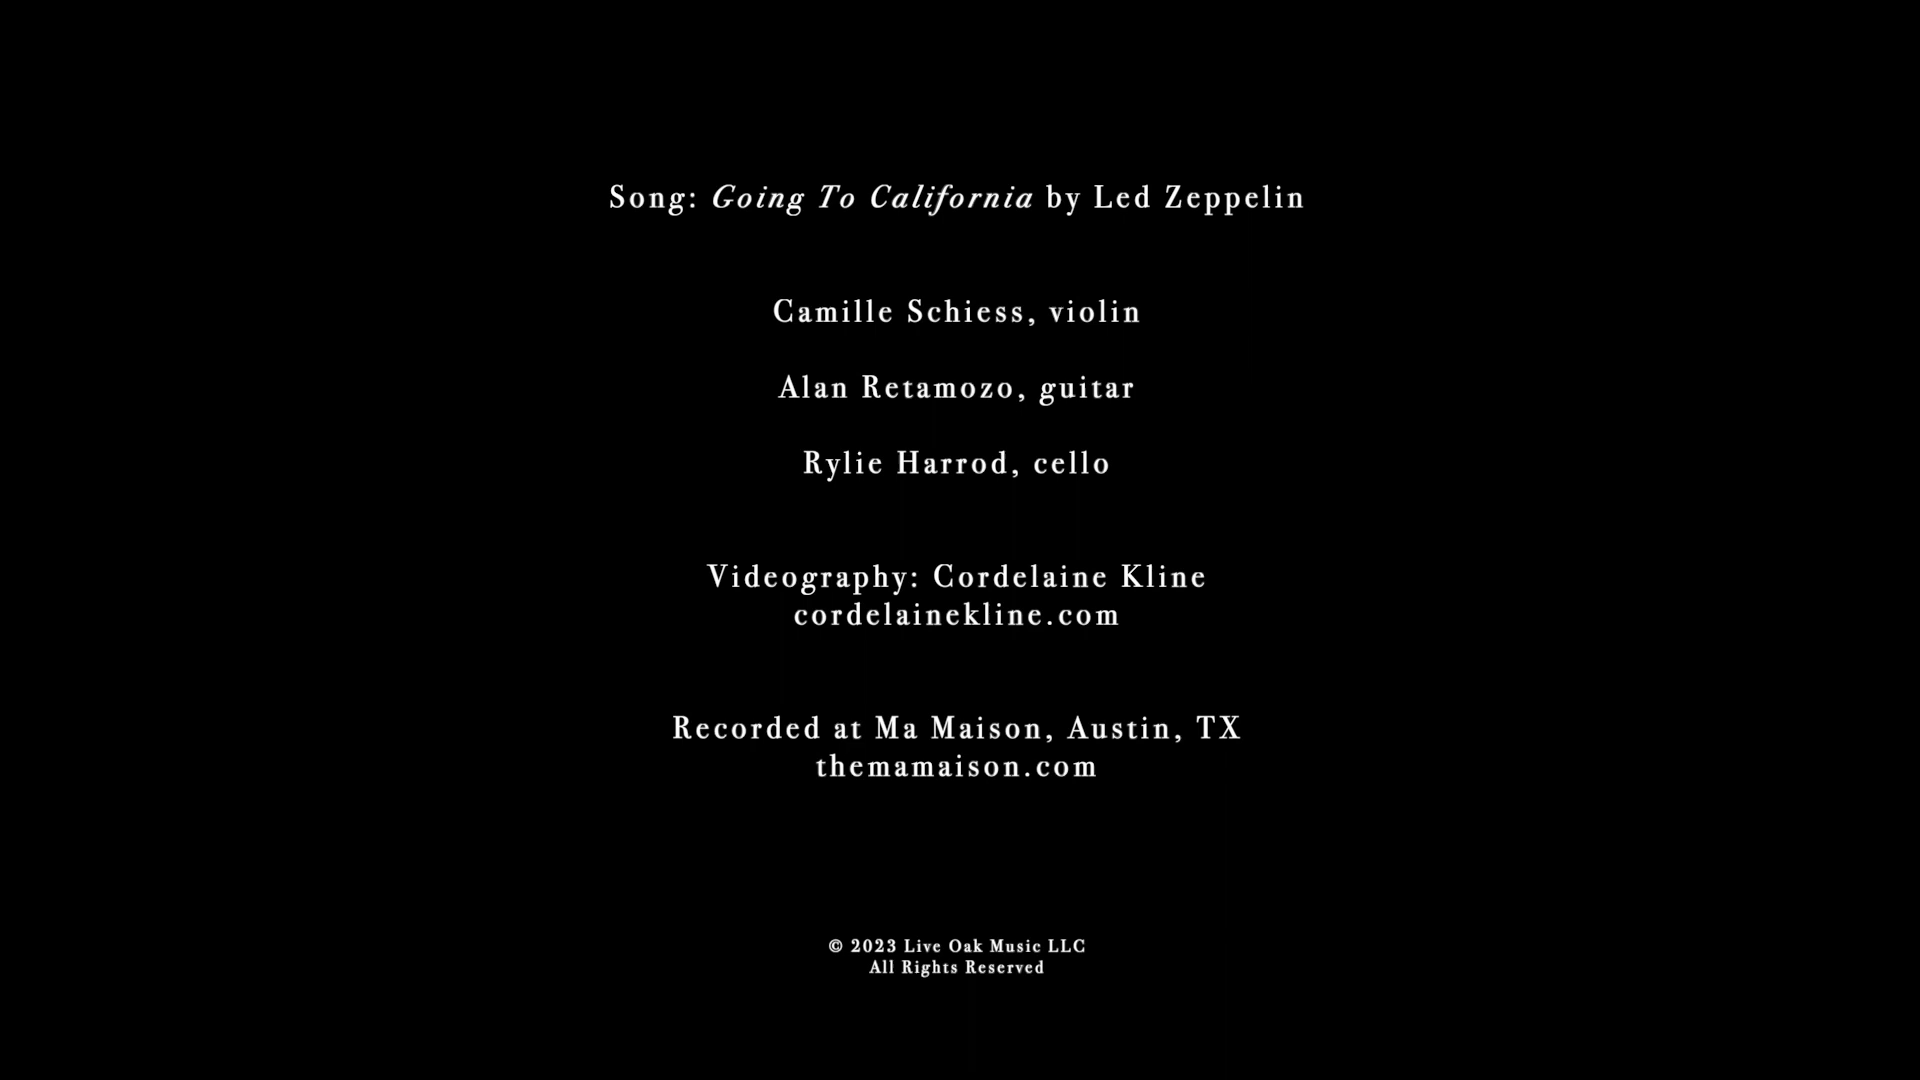 Song: Going To California by Led Zeppelin
Camille Schiess, violin
Alan Retamozo, guitar
Rylie Harrod, cello
Videography: Cordelaine Kline
cordelainekline.com
Recorded at Ma Maison, Austin, TX
themamaison.com
© 2023 Live Oak Music LLC
All Rights Reserved